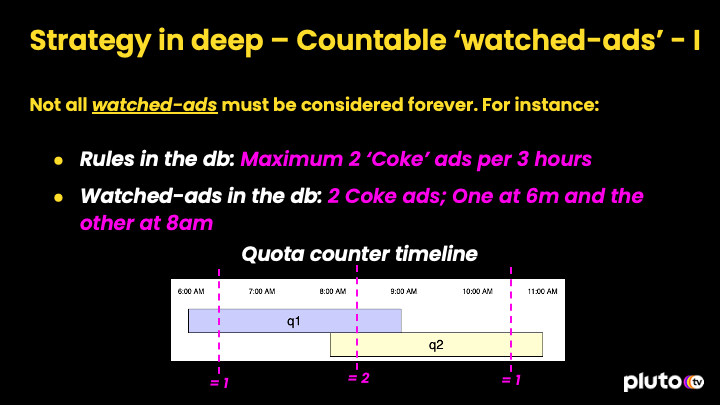 Strategy in deep – Countable ‘watched-ads’ - I
Not all watched-ads must be considered forever. For instance:
● Rules in the db: Maximum 2 ‘Coke’ ads per 3 hours
● Watched-ads in the db: 2 Coke ads; One at 6m and the
other at 8am
Quota counter timeline
6:00 AM 7:00 AM 8:00 AM 9:00 AM 10:00 AM 11:00 AM
q1
q2
= 1 = 2 = 1
pluto tv